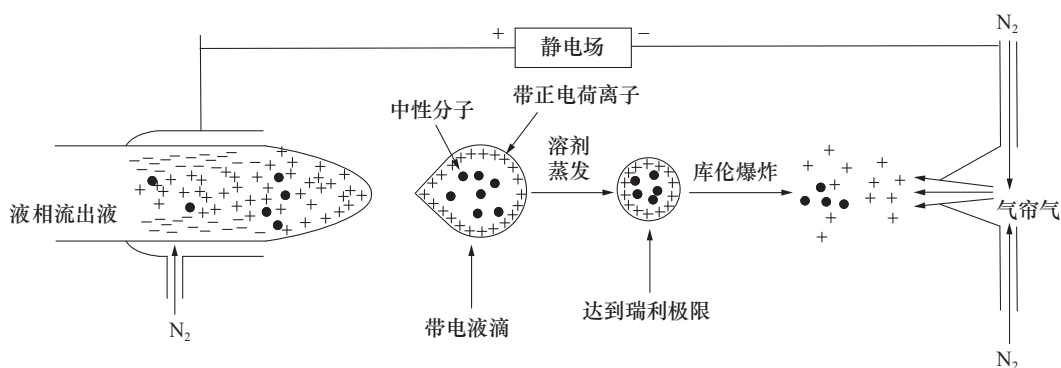 N₂
+ 静电场 −
带正电荷离子
中性分子
溶剂
蒸发
库伦爆炸
液相流出液
气帘气
达到瑞利极限
带电液滴
N₂
N₂